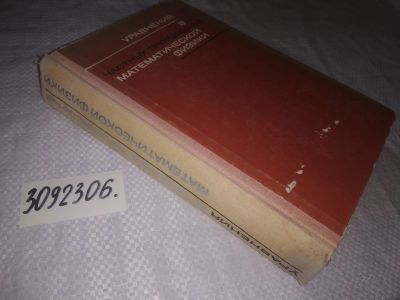 УРАВНЕНИЯ
В
ЧАСТНЫХ ПРОИЗВОДНЫХ
МАТЕМАТИЧЕСКОЙ
ФИЗИКИ
УРАВНЕНИЯ
МАТЕМАТИЧЕСКОЙ ФИЗИКИ
3092306.